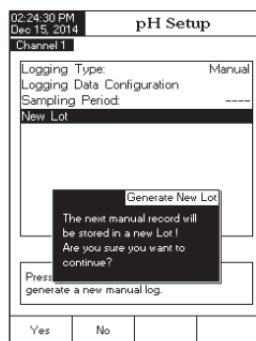 02:24:30 PM
Dec 15, 2014
pH Setup
Channel 1
Logging Type: Manual
Logging Data Configuration
Sampling Period: ----
New Lot
Generate New Lot
The next manual record will
be stored in a new Lot !
Are you sure you want to
continue?
Press
generate a new manual log.
Yes No